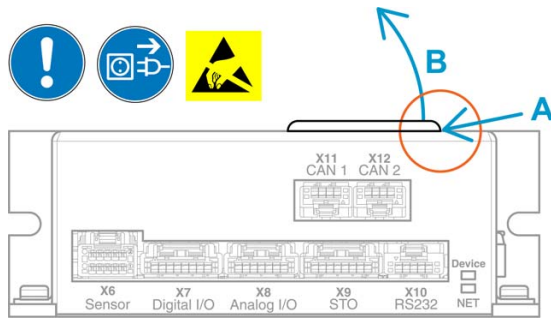 B
A
X11 X12
CAN 1 CAN 2
Device
X6 X7 X8 X9 X10
Sensor Digital I/O Analog I/O STO RS232 NET